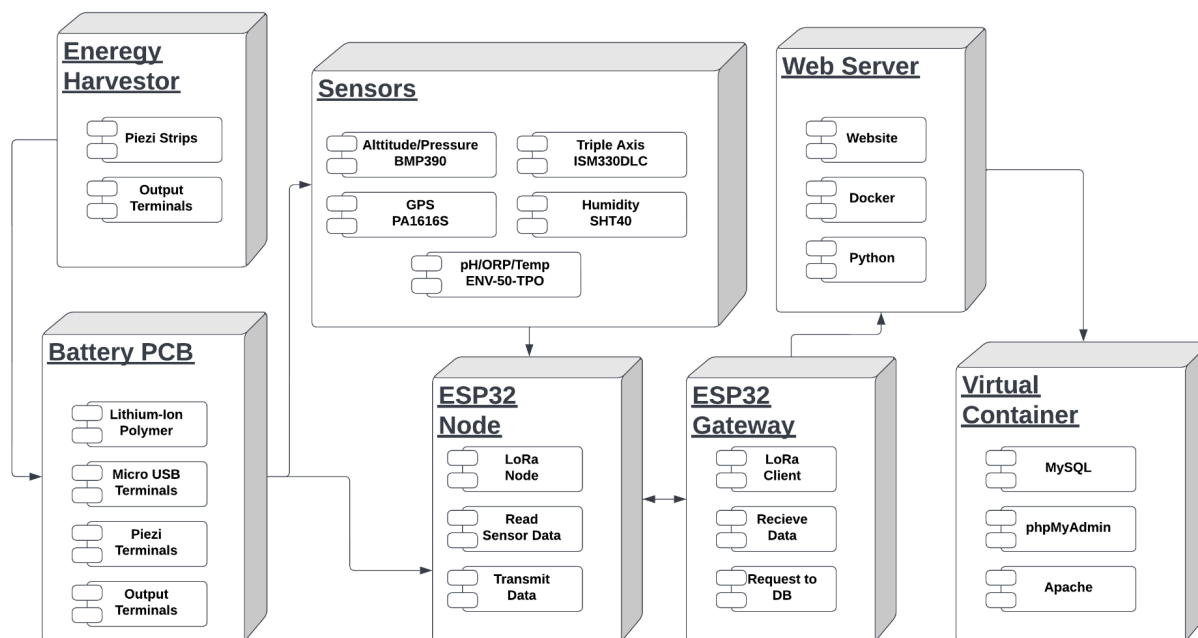 Eneregy
Harvestor
Piezi Strips
Output
Terminals
Sensors
Alttitude/Pressure
BMP390
Triple Axis
ISM330DLC
GPS
PA1616S
Humidity
SHT40
pH/ORP/Temp
ENV-50-TPO
Web Server
Website
Docker
Python
Battery PCB
Lithium-Ion
Polymer
Micro USB
Terminals
Piezi
Terminals
Output
Terminals
ESP32
Node
LoRa
Node
Read
Sensor Data
Transmit
Data
ESP32
Gateway
LoRa
Client
Recieve
Data
Request to
DB
Virtual
Container
MySQL
phpMyAdmin
Apache